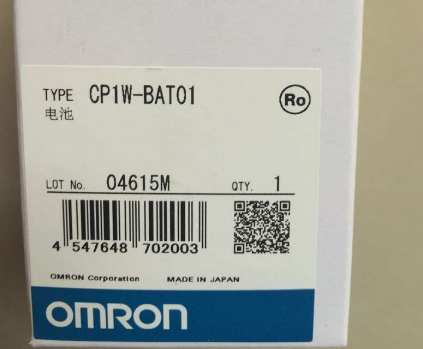 TYPE CP1W-BAT01 Ro
电池
LOT No. 04615M QTY. 1
4 547648 702003
OMRON Corporation MADE IN JAPAN
OMRON